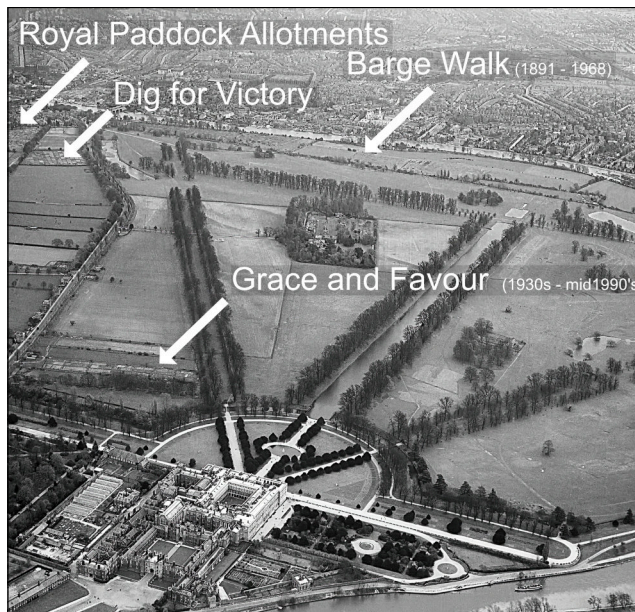 Royal Paddock Allotments
Barge Walk (1891 - 1968)
Dig for Victory
Grace and Favour (1930s - mid1990's